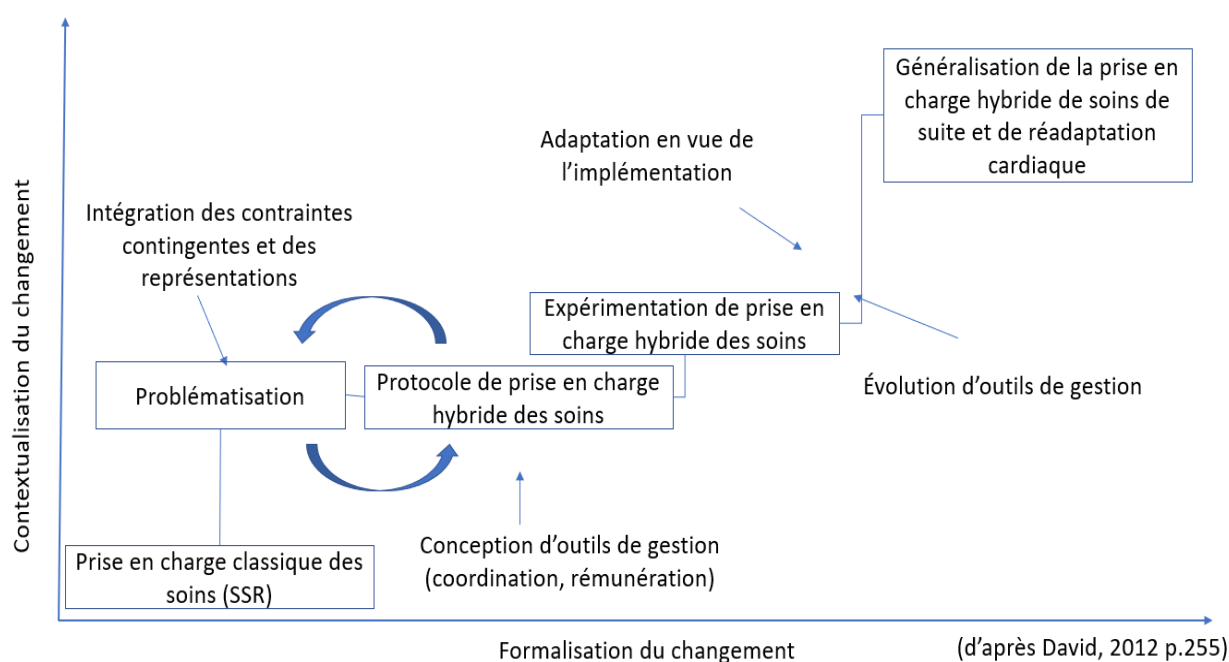 Généralisation de la prise en
charge hybride de soins de
suite et de réadaptation
cardiaque
Adaptation en vue de
l’implémentation
Intégration des contraintes
contingentes et des
représentations
Expérimentation de prise en
charge hybride des soins
Problématisation
Protocole de prise en charge
hybride des soins
Évolution d’outils de gestion
Contextualisation du changement
Prise en charge classique des
soins (SSR)
Conception d’outils de gestion
(coordination, rémunération)
Formalisation du changement
(d’après David, 2012 p.255)